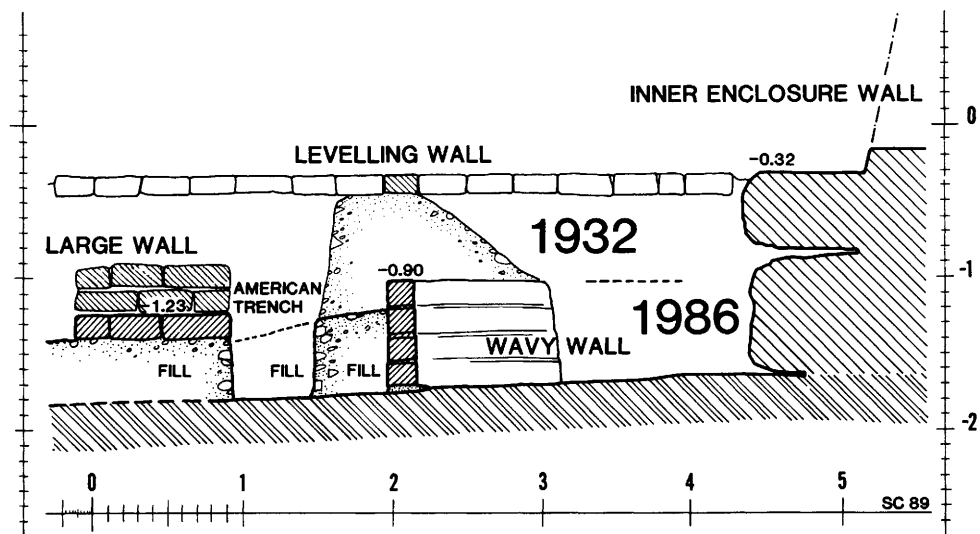 INNER ENCLOSURE WALL
0
LEVELLING WALL
-0.32
1932
LARGE WALL
-0.90
-1
AMERICAN
TRENCH
-1.23
1986
WAVY WALL
FILL
FILL
FILL
-2
0
1
2
3
4
5
SC 89